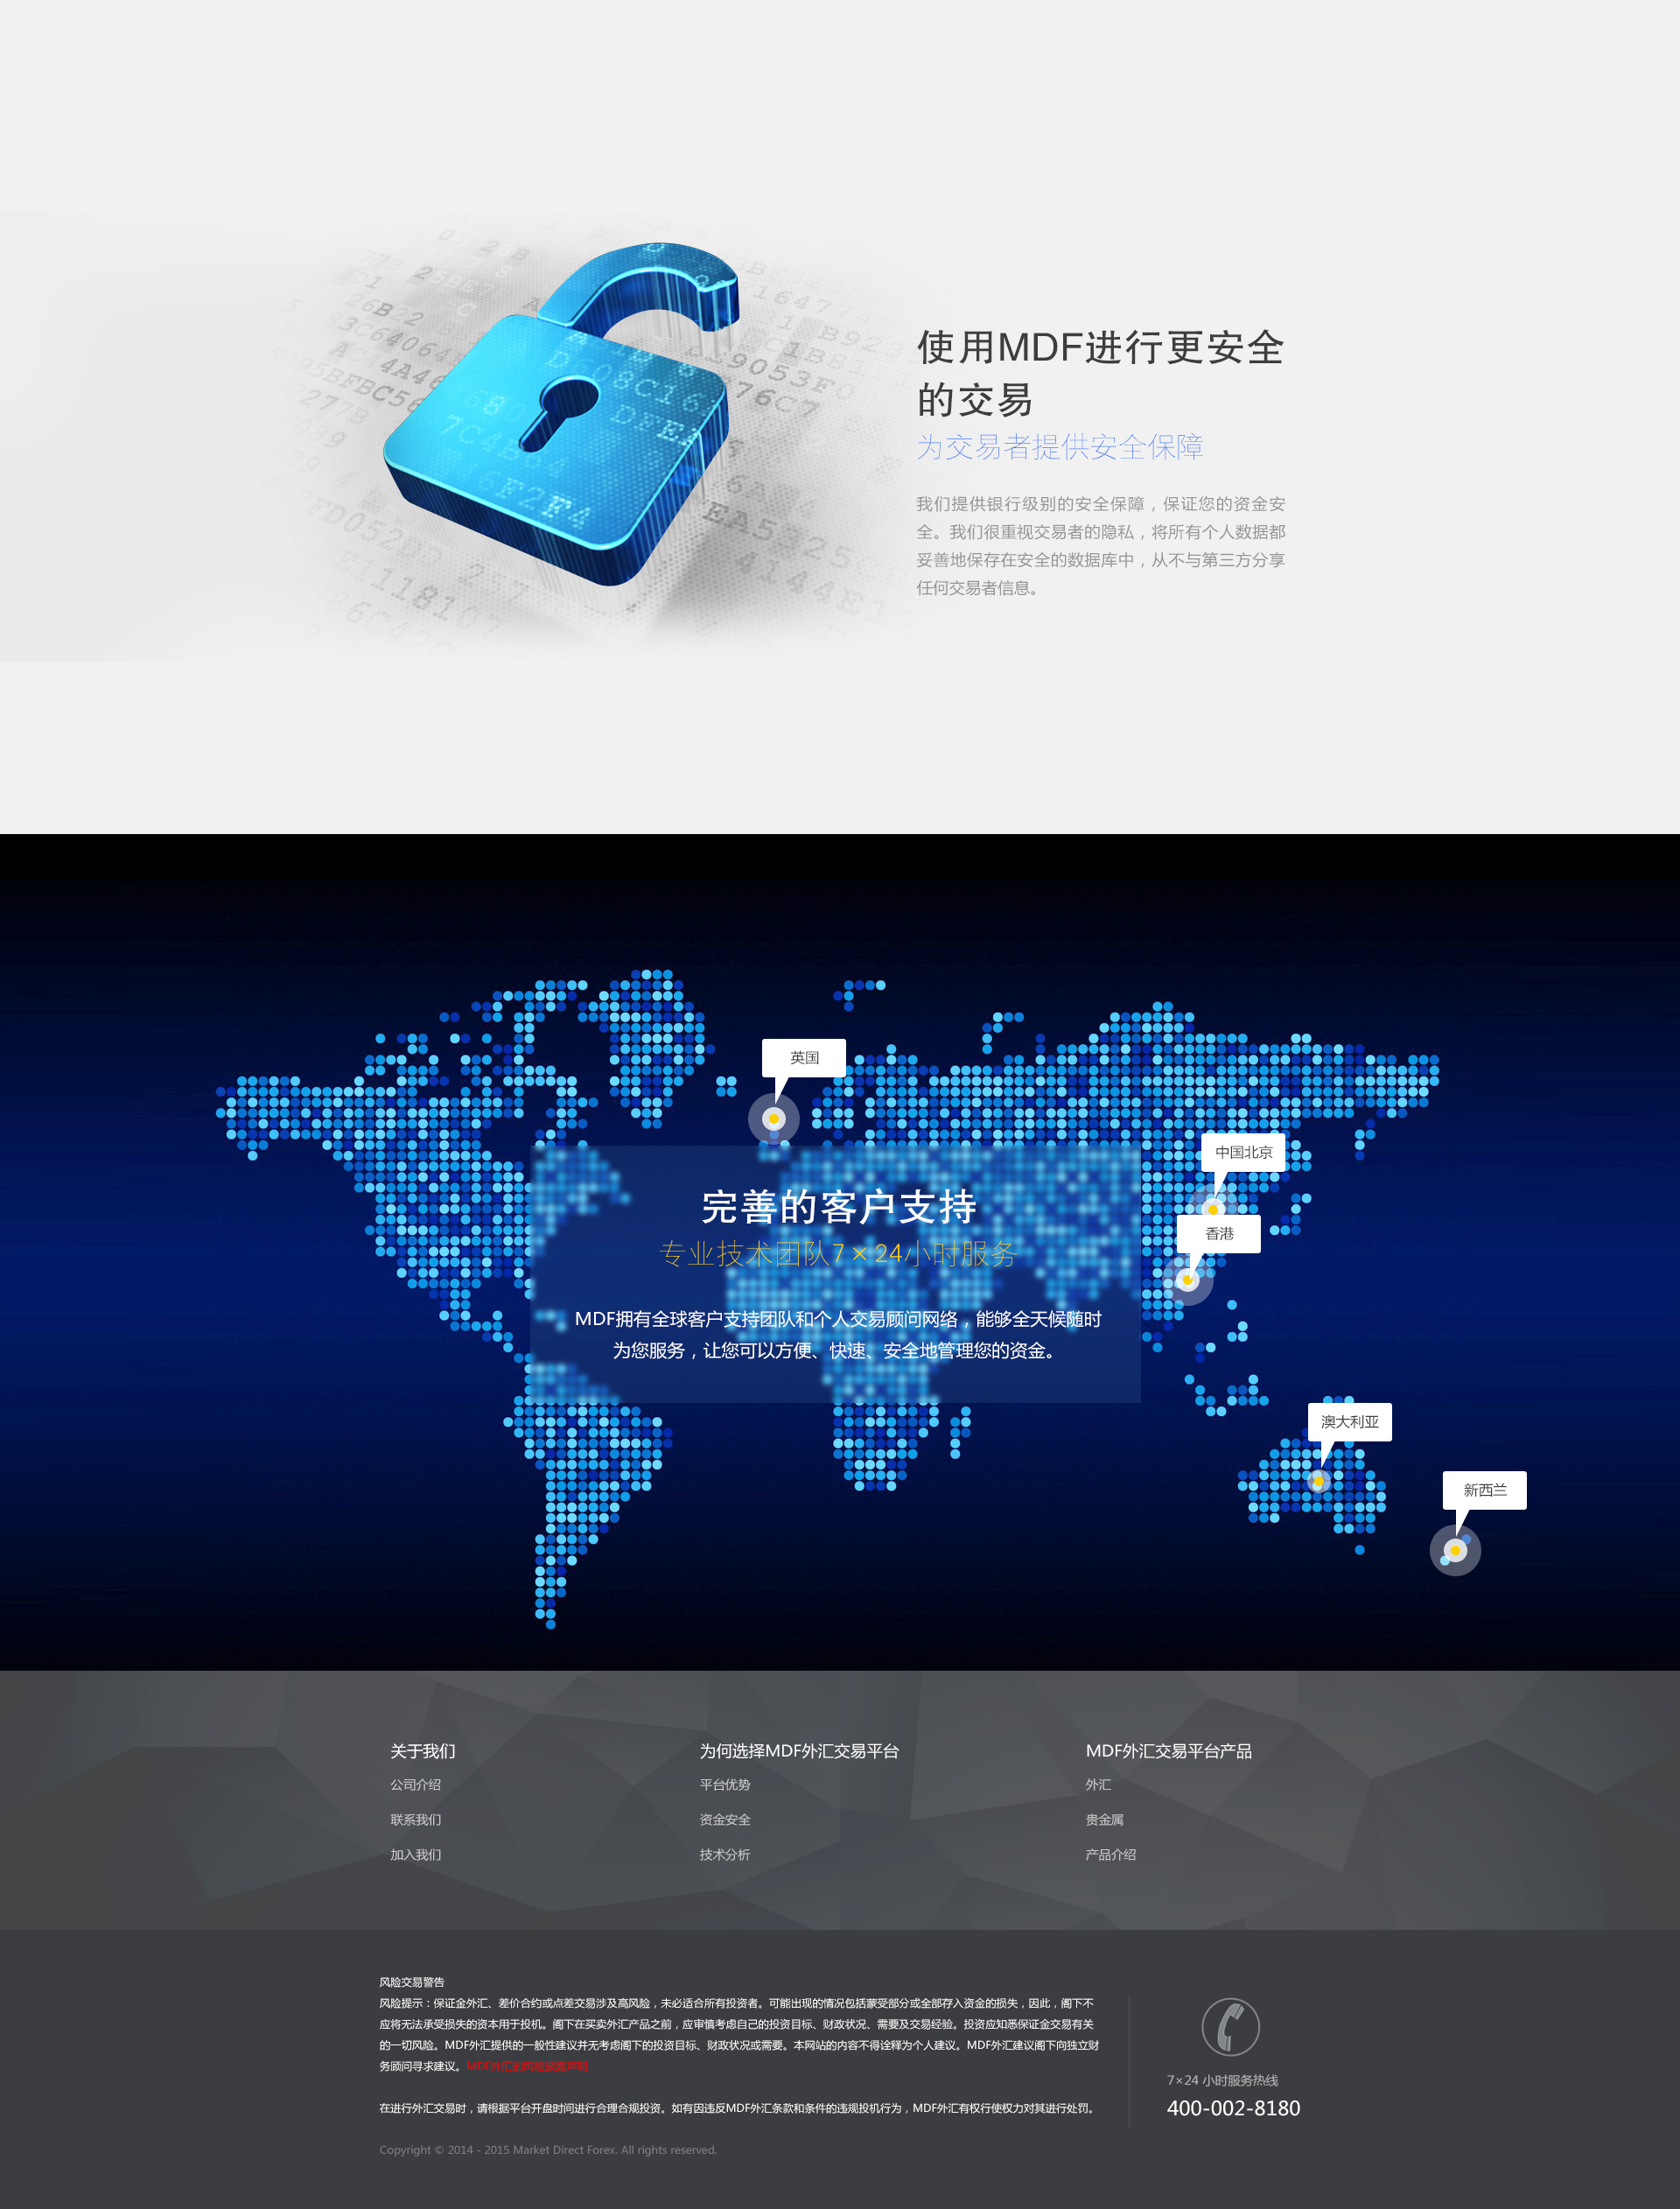 使用MDF进行更安全
的交易
为交易者提供安全保障
我们提供银行级别的安全保障，保证您的资金安
全。我们很重视交易者的隐私，将所有个人数据都
妥善地保存在安全的数据库中，从不与第三方分享
任何交易者信息。
英国
中国北京
香港
完善的客户支持
专业技术团队7×24小时服务
MDF拥有全球客户支持团队和个人交易顾问网络，能够全天候随时
为您服务，让您可以方便、快速、安全地管理您的资金。
澳大利亚
新西兰
关于我们
公司介绍
联系我们
加入我们
为何选择MDF外汇交易平台
平台优势
资金安全
技术分析
MDF外汇交易平台产品
外汇
贵金属
产品介绍
风险交易警告
风险提示：保证金外汇、差价合约或点差交易涉及高风险，未必适合所有投资者。可能出现的情况包括蒙受部分或全部存入资金的损失，因此，阁下不
应将无法承受损失的资本用于投机。阁下在买卖外汇产品之前，应审慎考虑自己的投资目标、财政状况、需要及交易经验。投资应知悉保证金交易有关
的一切风险。MDF外汇提供的一般性建议并无考虑阁下的投资目标、财政状况或需要。本网站的内容不得诠释为个人建议。MDF外汇建议阁下向独立财
务顾问寻求建议。MDF外汇的风险披露声明
在进行外汇交易时，请根据平台开盘时间进行合理合规投资。如有因违反MDF外汇条款和条件的违规投机行为，MDF外汇有权行使权力对其进行处罚。
Copyright © 2014 - 2015 Market Direct Forex. All rights reserved.
7×24 小时服务热线
400-002-8180